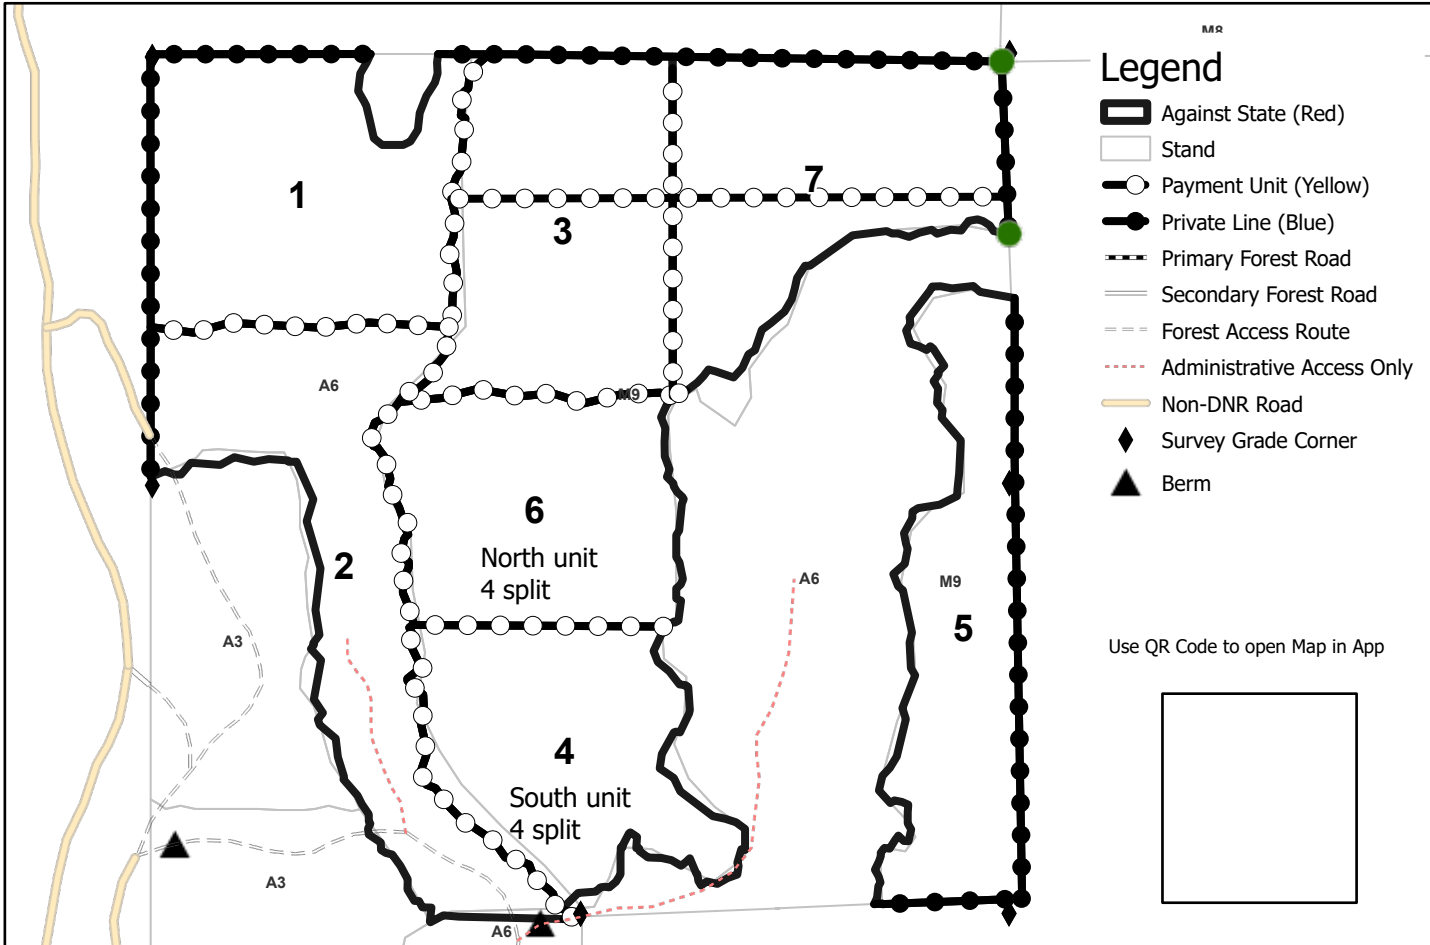 M8
Legend
Against State (Red)
Stand
Payment Unit (Yellow)
Private Line (Blue)
Primary Forest Road
Secondary Forest Road
Forest Access Route
Administrative Access Only
Non-DNR Road
Survey Grade Corner
Berm
Use QR Code to open Map in App
1
7
3
A6
M9
6
North unit
4 split
2
A6
M9
5
A3
4
South unit
4 split
A3
A6